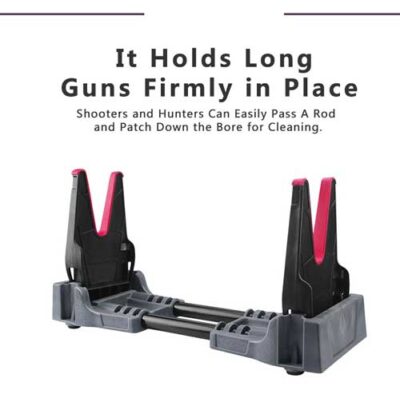 It Holds Long
Guns Firmly in Place
Shooters and Hunters Can Easily Pass A Rod
and Patch Down the Bore for Cleaning.